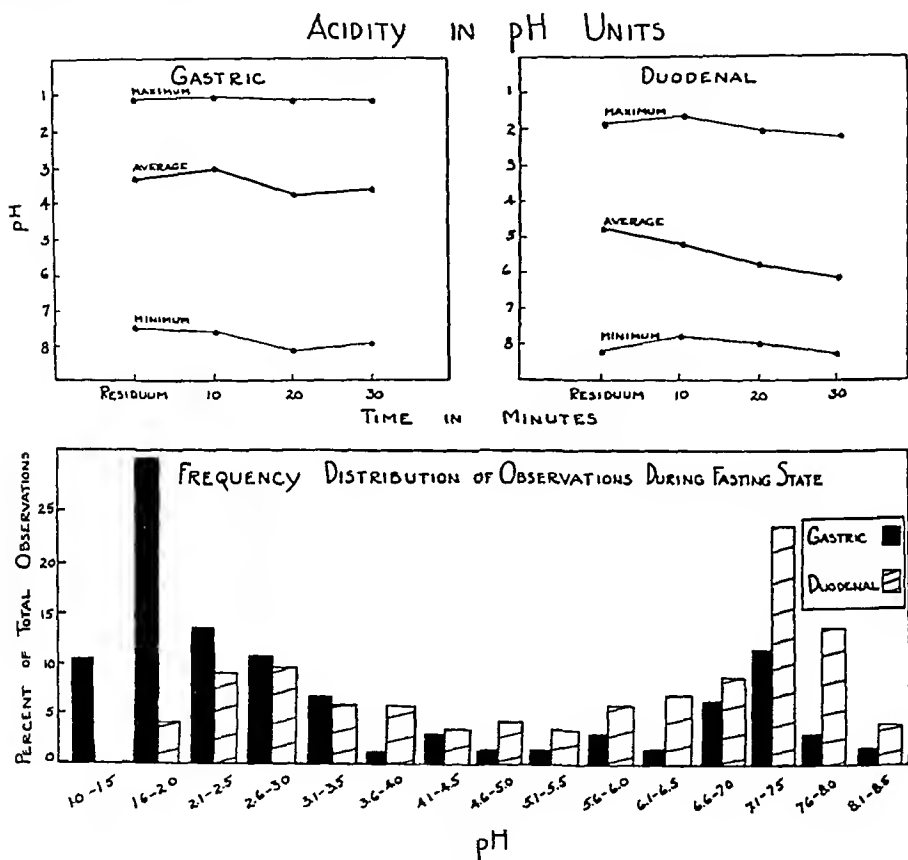 ACIDITY IN pH UNITS
GASTRIC
MAXIMUM
AVERAGE
MINIMUM
pH
1
2
3
4
5
6
7
8
RESIDUUM 10 20 30
DUODENAL
MAXIMUM
AVERAGE
MINIMUM
1
2
3
4
5
6
7
8
RESIDUUM 10 20 30
TIME IN MINUTES
FREQUENCY DISTRIBUTION OF OBSERVATIONS DURING FASTING STATE
PERCENT OF TOTAL OBSERVATIONS
25
20
15
10
5
0
GASTRIC
DUODENAL
1.0-1.5 1.6-2.0 2.1-2.5 2.6-3.0 3.1-3.5 3.6-4.0 4.1-4.5 4.6-5.0 5.1-5.5 5.6-6.0 6.1-6.5 6.6-7.0 7.1-7.5 7.6-8.0 8.1-8.5
pH